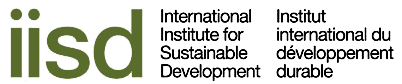 iisd
International
Institute for
Sustainable
Development
Institut
international du
développement
durable